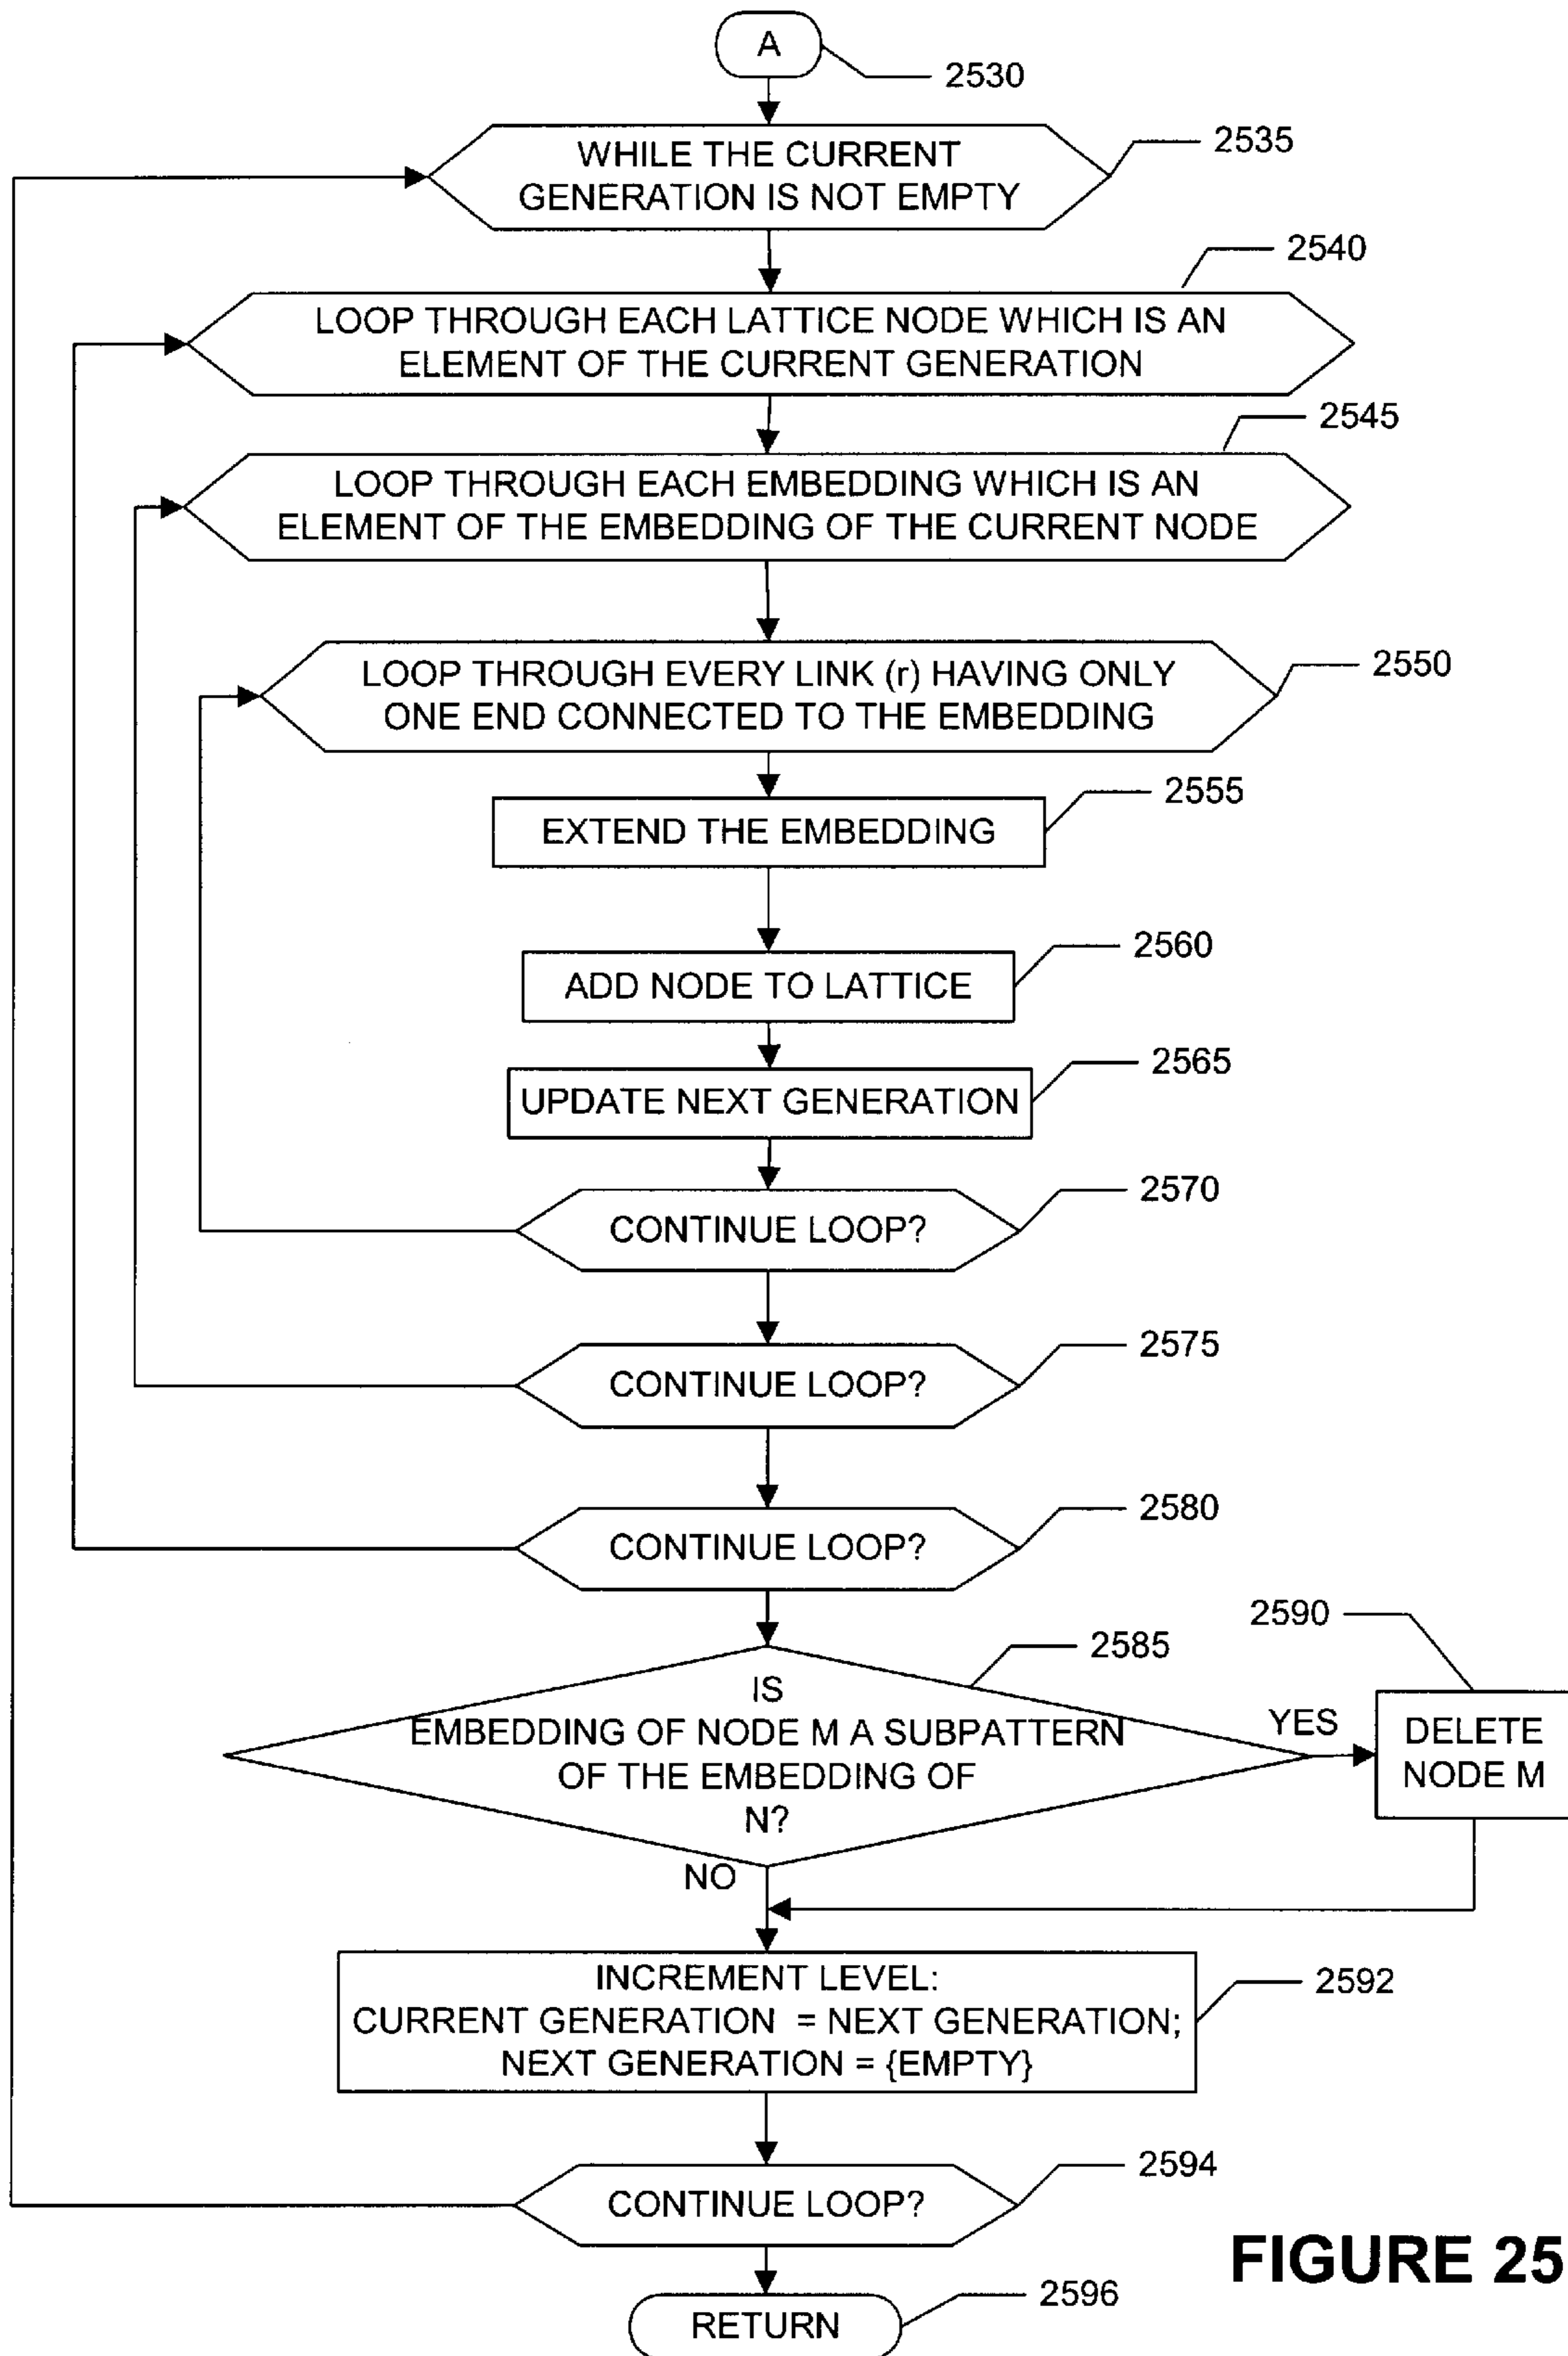 A
2530
WHILE THE CURRENT
GENERATION IS NOT EMPTY
2535
2540
LOOP THROUGH EACH LATTICE NODE WHICH IS AN
ELEMENT OF THE CURRENT GENERATION
2545
LOOP THROUGH EACH EMBEDDING WHICH IS AN
ELEMENT OF THE EMBEDDING OF THE CURRENT NODE
LOOP THROUGH EVERY LINK (r) HAVING ONLY
ONE END CONNECTED TO THE EMBEDDING
2550
2555
EXTEND THE EMBEDDING
2560
ADD NODE TO LATTICE
2565
UPDATE NEXT GENERATION
2570
CONTINUE LOOP?
2575
CONTINUE LOOP?
2580
CONTINUE LOOP?
2590
2585
IS
EMBEDDING OF NODE M A SUBPATTERN
OF THE EMBEDDING OF
N?
YES
DELETE
NODE M
NO
INCREMENT LEVEL:
CURRENT GENERATION = NEXT GENERATION;
NEXT GENERATION = {EMPTY}
2592
2594
CONTINUE LOOP?
FIGURE 25
2596
RETURN